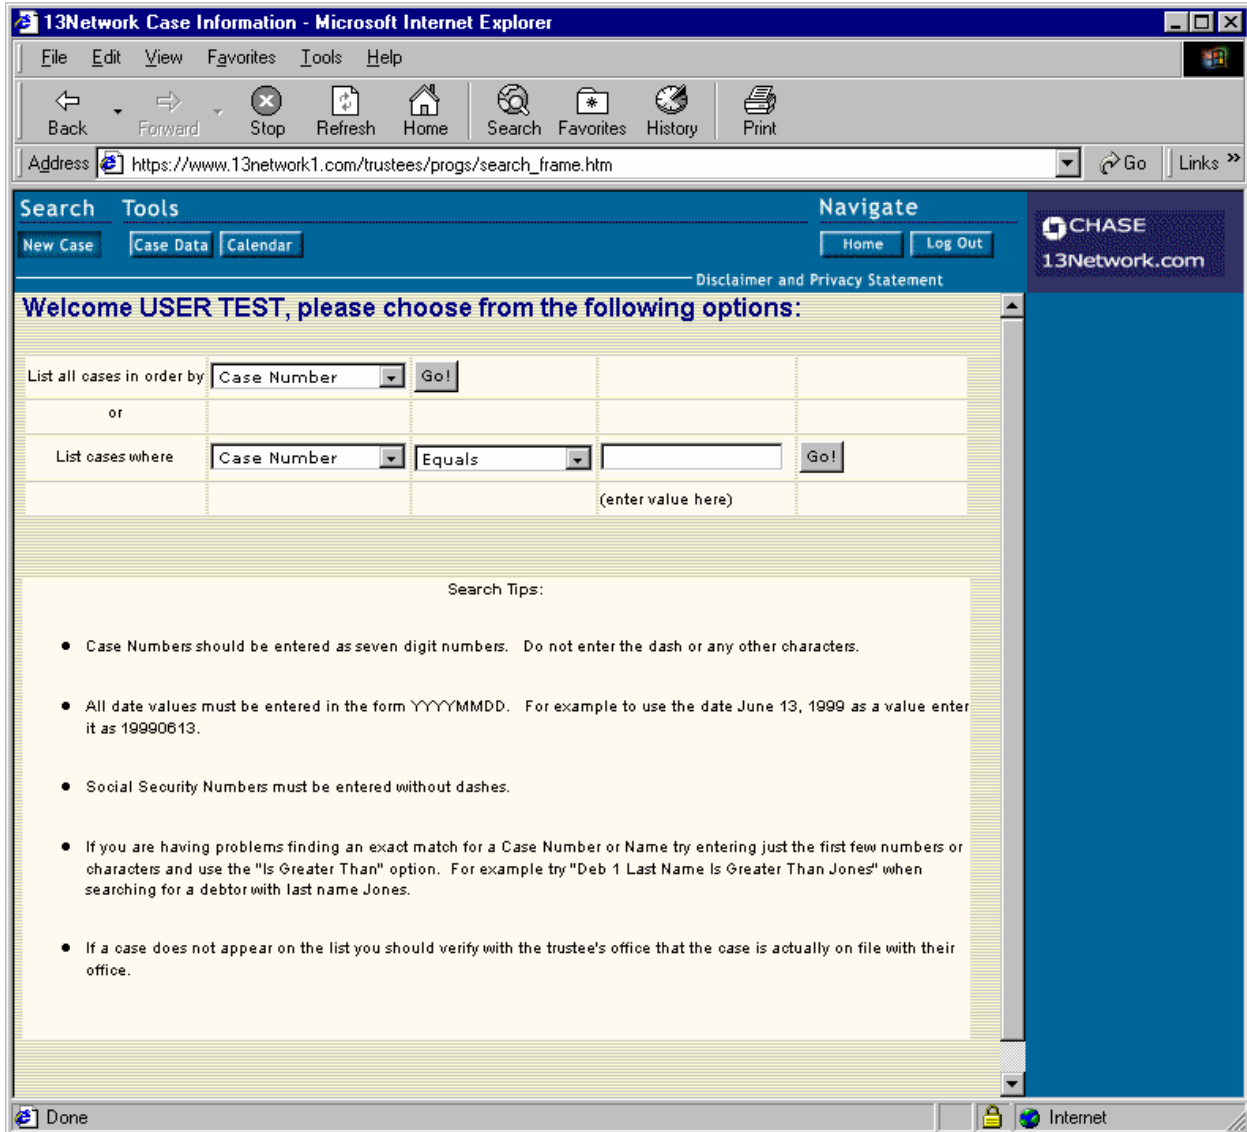 13Network Case Information - Microsoft Internet Explorer
File Edit View Favorites Tools Help
Back Forward Stop Refresh Home Search Favorites History Print
Address https://www.13network1.com/trustees/progs/search_frame.htm Go Links »
Search Tools Navigate
New Case Case Data Calendar Home Log Out
CHASE
13Network.com
Disclaimer and Privacy Statement
Welcome USER TEST, please choose from the following options:
List all cases in order by Case Number Go!
or
List cases where Case Number Equals Go!
(enter value here)
Search Tips:
• Case Numbers should be entered as seven digit numbers. Do not enter the dash or any other characters.
• All date values must be entered in the form YYYYMMDD. For example to use the date June 13, 1999 as a value enter
it as 19990613.
• Social Security Numbers must be entered without dashes.
• If you are having problems finding an exact match for a Case Number or Name try entering just the first few numbers or
characters and use the "Is Greater Than" option. For example try "Deb 1 Last Name Is Greater Than Jones" when
searching for a debtor with last name Jones.
• If a case does not appear on the list you should verify with the trustee's office that the case is actually on file with their
office.
Done Internet